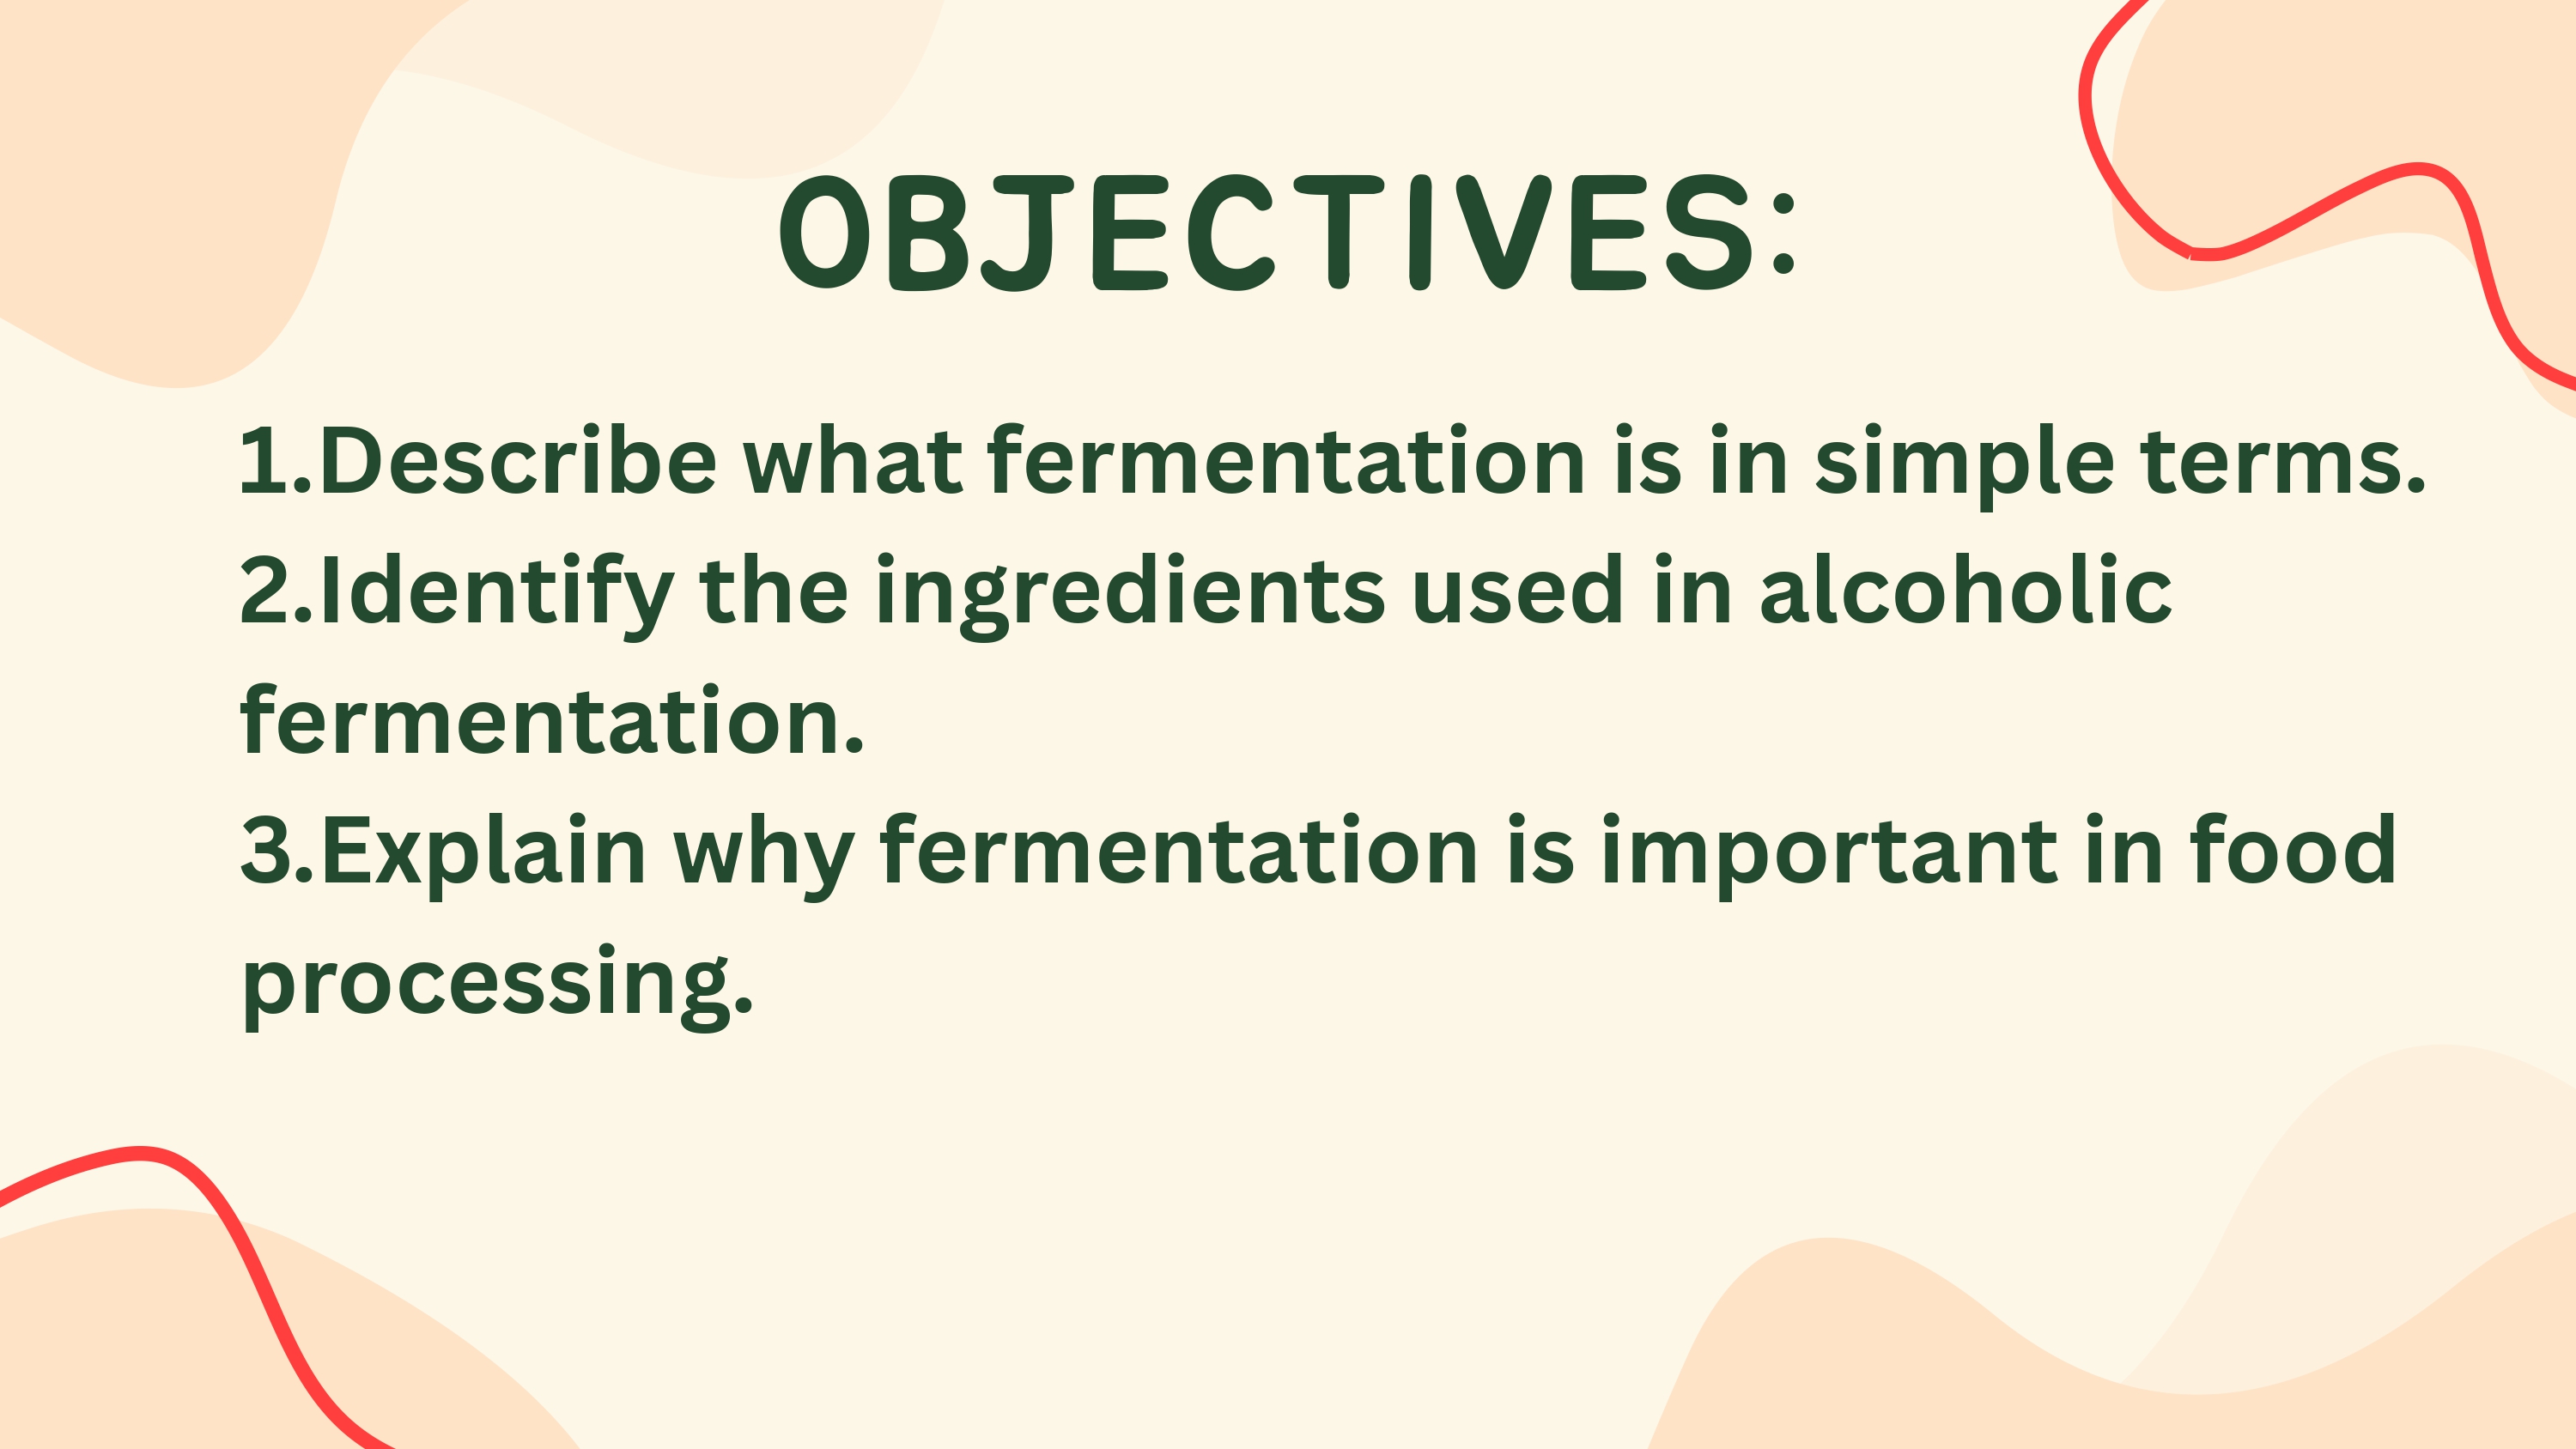 OBJECTIVES:
1.Describe what fermentation is in simple terms.
2.Identify the ingredients used in alcoholic
fermentation.
3.Explain why fermentation is important in food
processing.